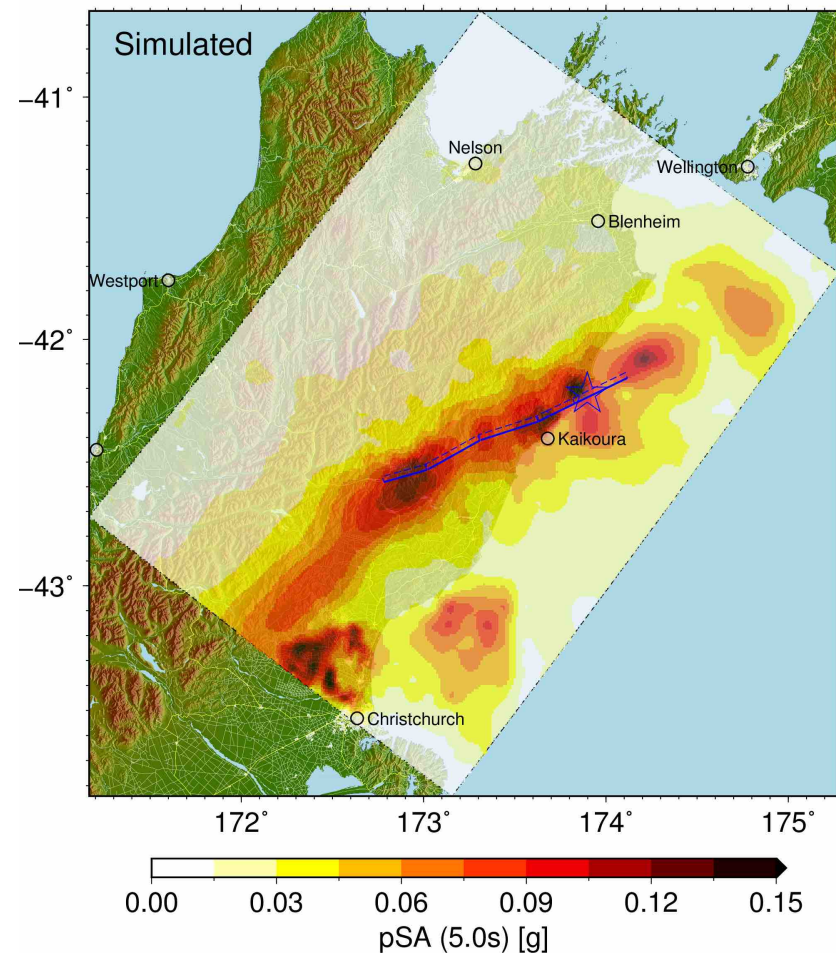 Simulated
−41°
Nelson
Wellington
Blenheim
Westport
−42°
Kaikoura
−43°
Christchurch
172° 173° 174° 175°
0.00 0.03 0.06 0.09 0.12 0.15
pSA (5.0s) [g]